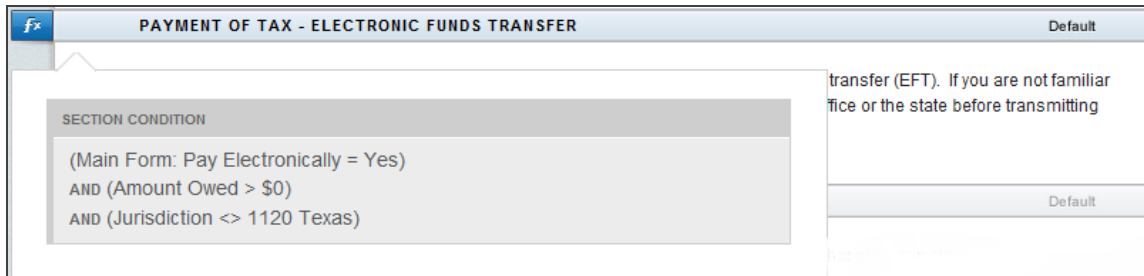 fx PAYMENT OF TAX - ELECTRONIC FUNDS TRANSFER Default
transfer (EFT). If you are not familiar
office or the state before transmitting
SECTION CONDITION
(Main Form: Pay Electronically = Yes)
AND (Amount Owed > $0)
AND (Jurisdiction <> 1120 Texas)
Default